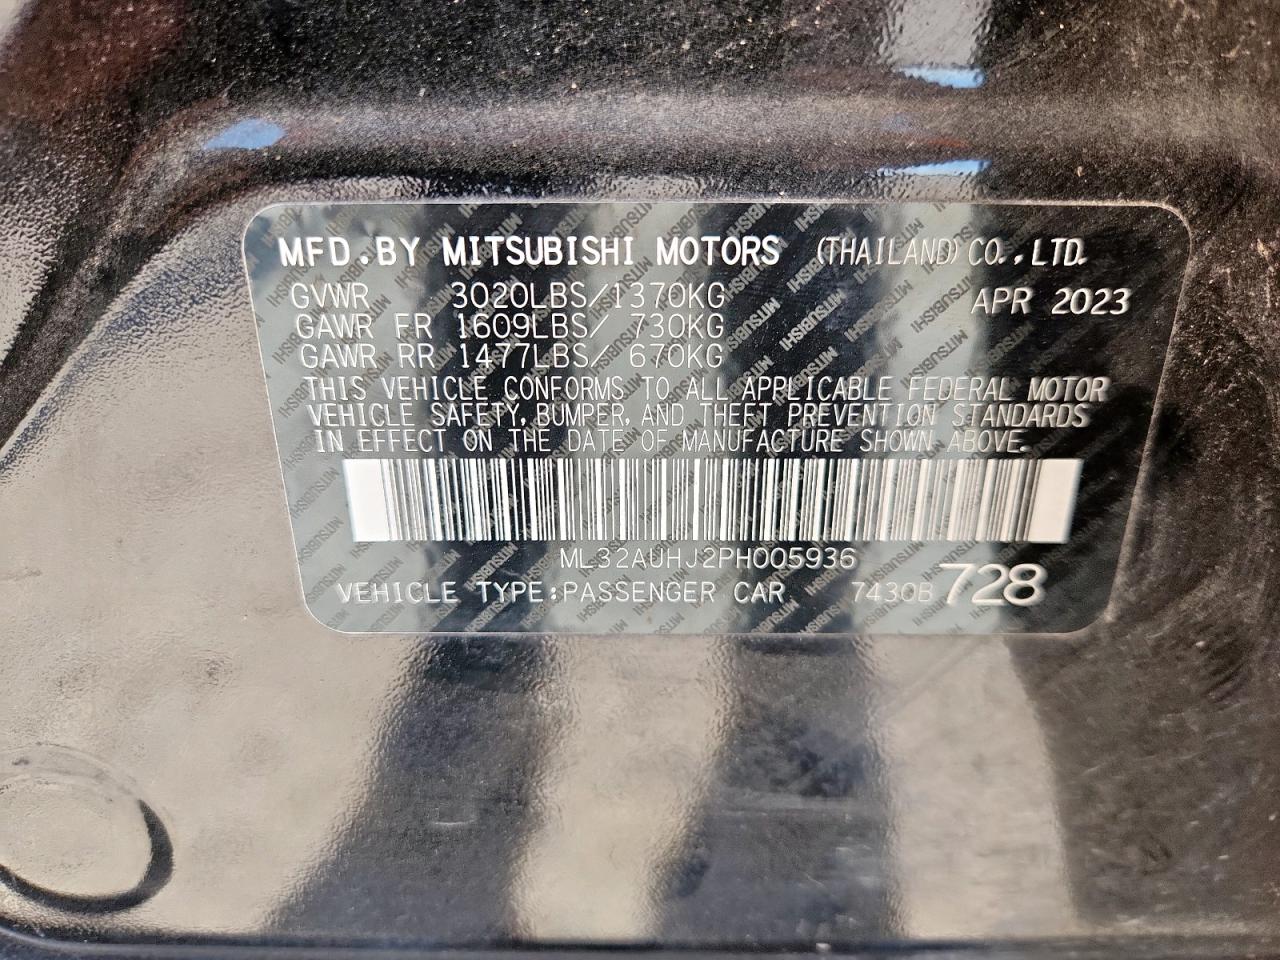 MFD.BY MITSUBISHI MOTORS (THAILAND) CO.,LTD.
GVWR 3020LBS/1370KG APR 2023
GAWR FR 1609LBS/ 730KG
GAWR RR 1477LBS/ 670KG
THIS VEHICLE CONFORMS TO ALL APPLICABLE FEDERAL MOTOR
VEHICLE SAFETY, BUMPER, AND THEFT PREVENTION STANDARDS
IN EFFECT ON THE DATE OF MANUFACTURE SHOWN ABOVE.
ML32AUHJ2PH005936
VEHICLE TYPE:PASSENGER CAR 7430B 728